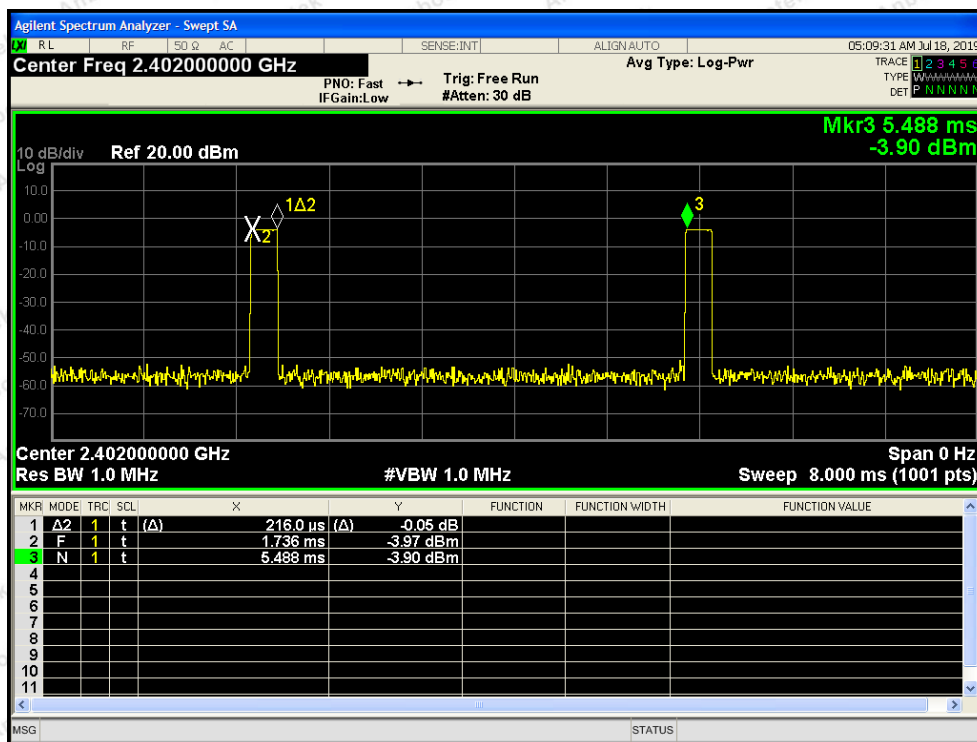 Agilent Spectrum Analyzer - Swept SA
LXI RL RF 50 Ω AC SENSE:INT ALIGNAUTO 05:09:31 AM Jul 18, 2019
Center Freq 2.402000000 GHz
PNO: Fast
IFGain:Low
Trig: Free Run
#Atten: 30 dB
Avg Type: Log-Pwr
TRACE 1 2 3 4 5 6
TYPE
DET P N N N N N
Mkr3 5.488 ms
-3.90 dBm
10 dB/div Ref 20.00 dBm
Log
10.0
0.00
-10.0
-20.0
-30.0
-40.0
-50.0
-60.0
-70.0
1Δ2
X2
3
Center 2.402000000 GHz Span 0 Hz
Res BW 1.0 MHz #VBW 1.0 MHz Sweep 8.000 ms (1001 pts)
MKR MODE TRC SCL X Y FUNCTION FUNCTION WIDTH FUNCTION VALUE
1 Δ2 1 t (Δ) 216.0 µs (Δ) -0.05 dB
2 F 1 t 1.736 ms -3.97 dBm
3 N 1 t 5.488 ms -3.90 dBm
4
5
6
7
8
9
10
11
MSG STATUS